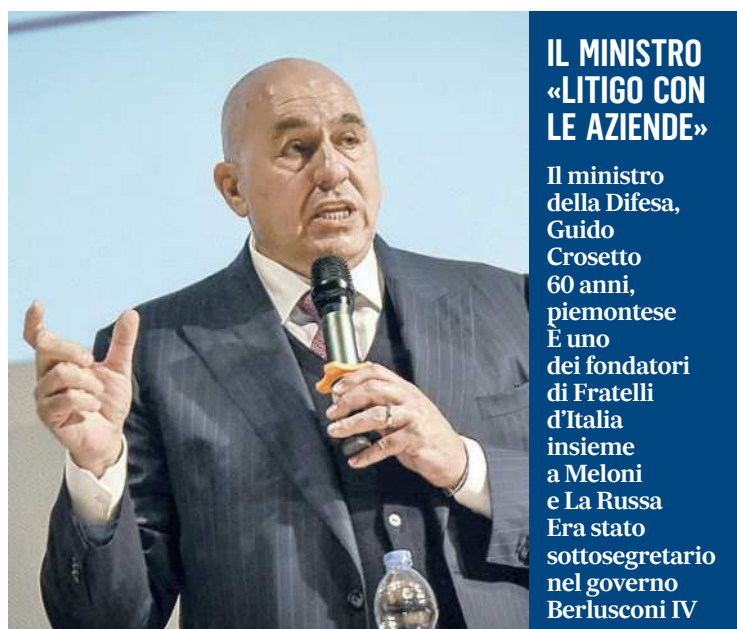 IL MINISTRO
«LITIGO CON
LE AZIENDE»
Il ministro
della Difesa,
Guido
Crosetto
60 anni,
piemontese
È uno
dei fondatori
di Fratelli
d'Italia
insieme
a Meloni
e La Russa
Era stato
sottosegretario
nel governo
Berlusconi IV